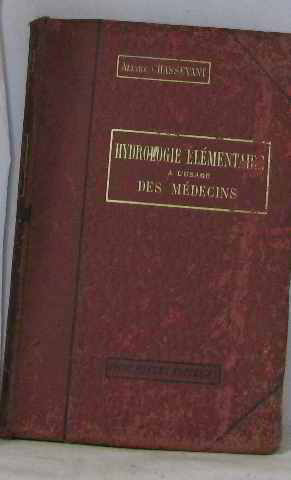 CHASSEVANT
HYDROLOGIE ÉLÉMENTAIRE
A L'USAGE
DES MÉDECINS